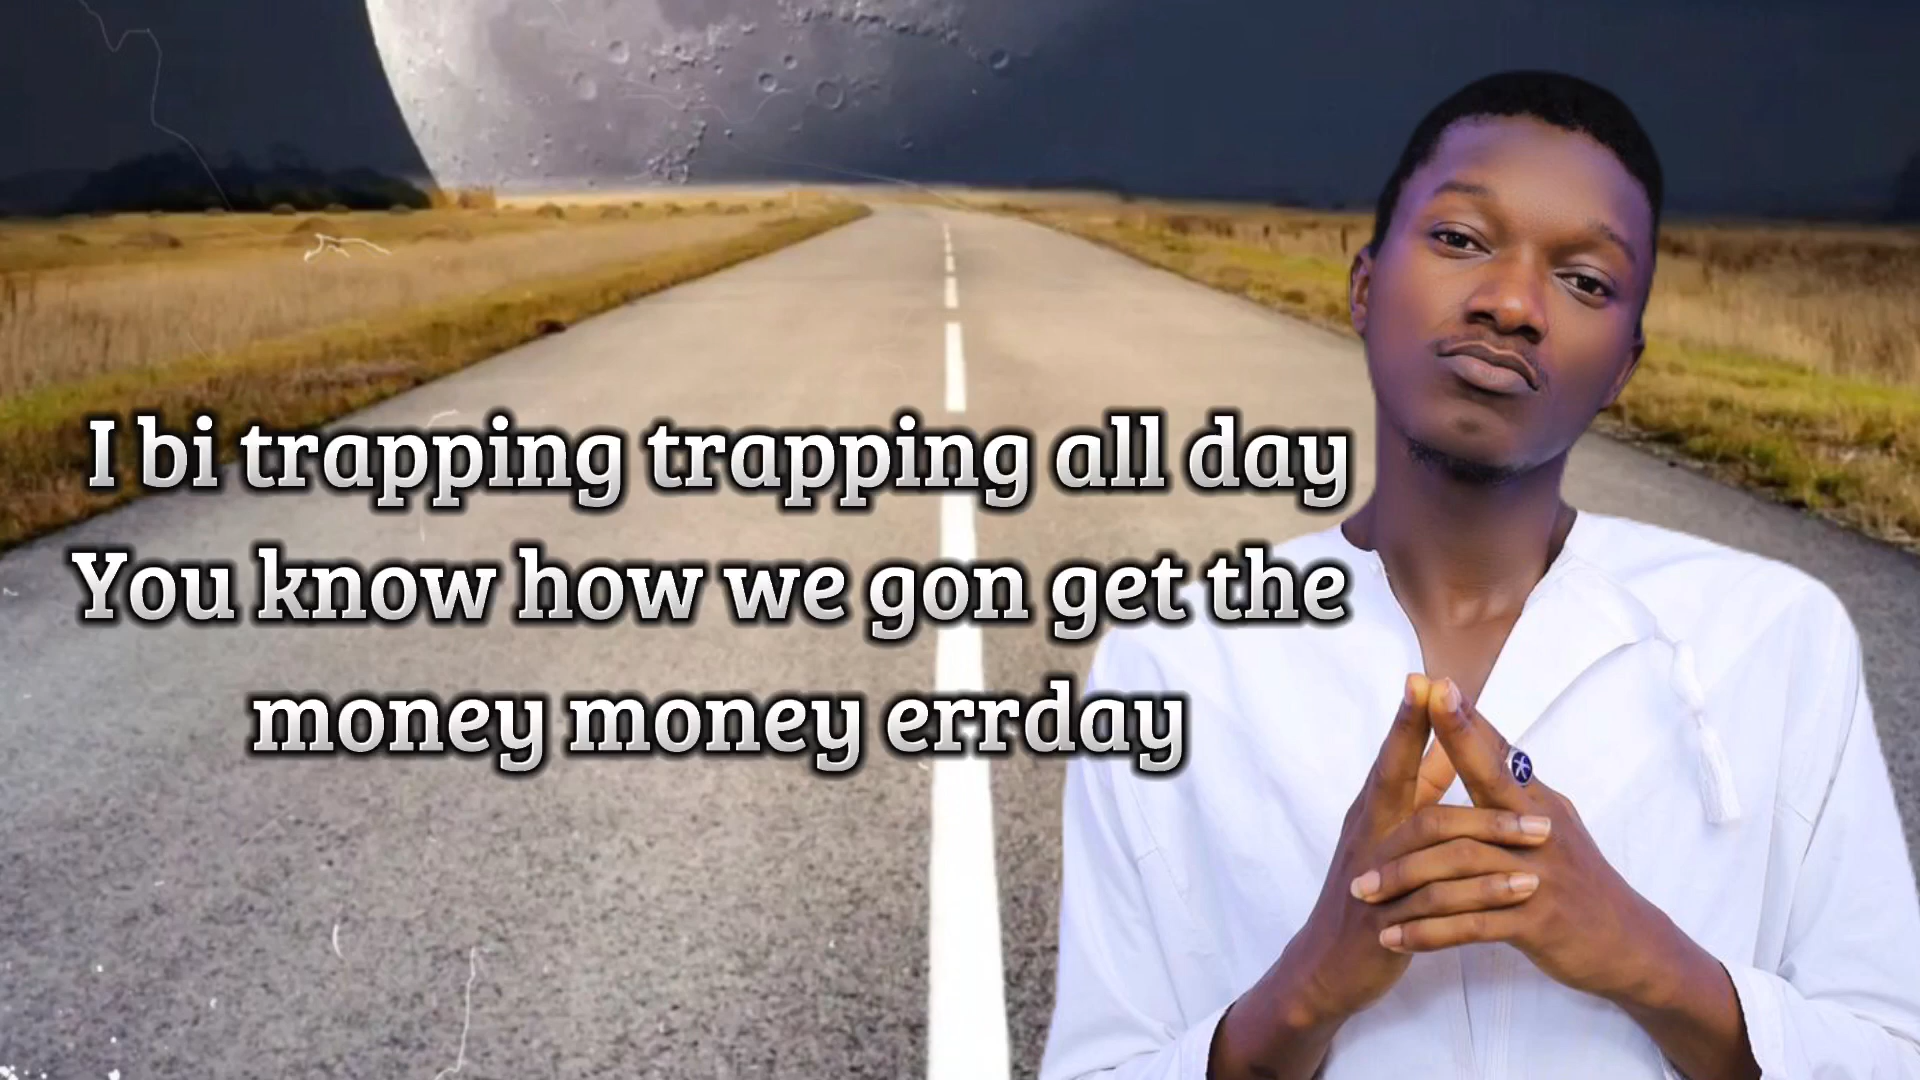 I bi trapping trapping all day
You know how we gon get the
money money errday